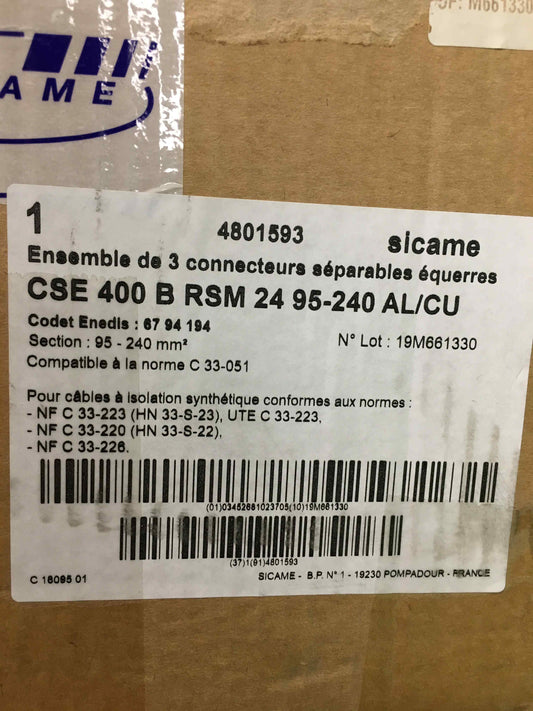 OF: M661330
AME
1 4801593 sicame
Ensemble de 3 connecteurs séparables équerres
CSE 400 B RSM 24 95-240 AL/CU
Codet Enedis : 67 94 194
Section : 95 - 240 mm² N° Lot : 19M661330
Compatible à la norme C 33-051
Pour câbles à isolation synthétique conformes aux normes :
- NF C 33-223 (HN 33-S-23), UTE C 33-223,
- NF C 33-220 (HN 33-S-22),
- NF C 33-226.
(01)03452681023705(10)19M661330
(37)1(91)4801593
C 18095 01 SICAME - B.P. N° 1 - 19230 POMPADOUR - FRANCE